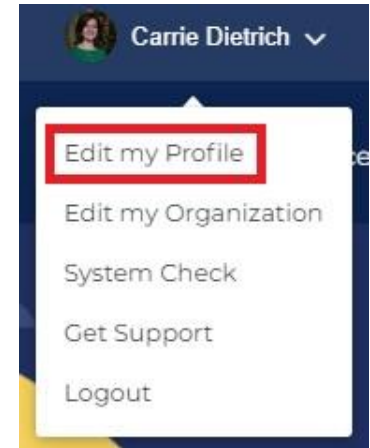 Carrie Dietrich
Edit my Profile
Edit my Organization
System Check
Get Support
Logout